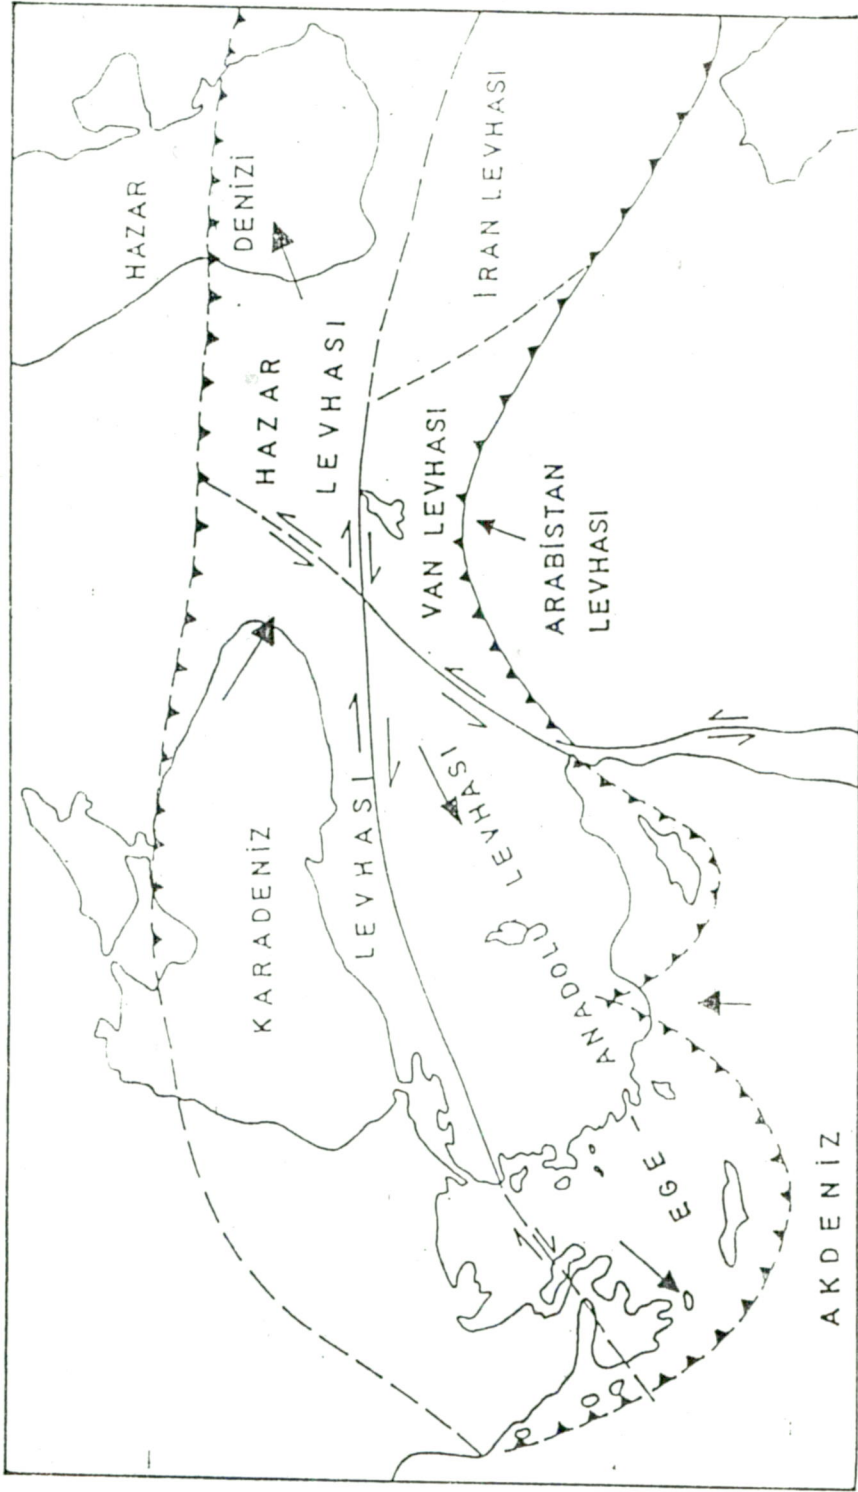 HAZAR
DENİZİ
HAZAR
LEVHASI
İRAN LEVHASI
VAN LEVHASI
ARABİSTAN
LEVHASI
KARADENİZ
LEVHASI
ANADOLU LEVHASI
EGE -
AKDENİZ